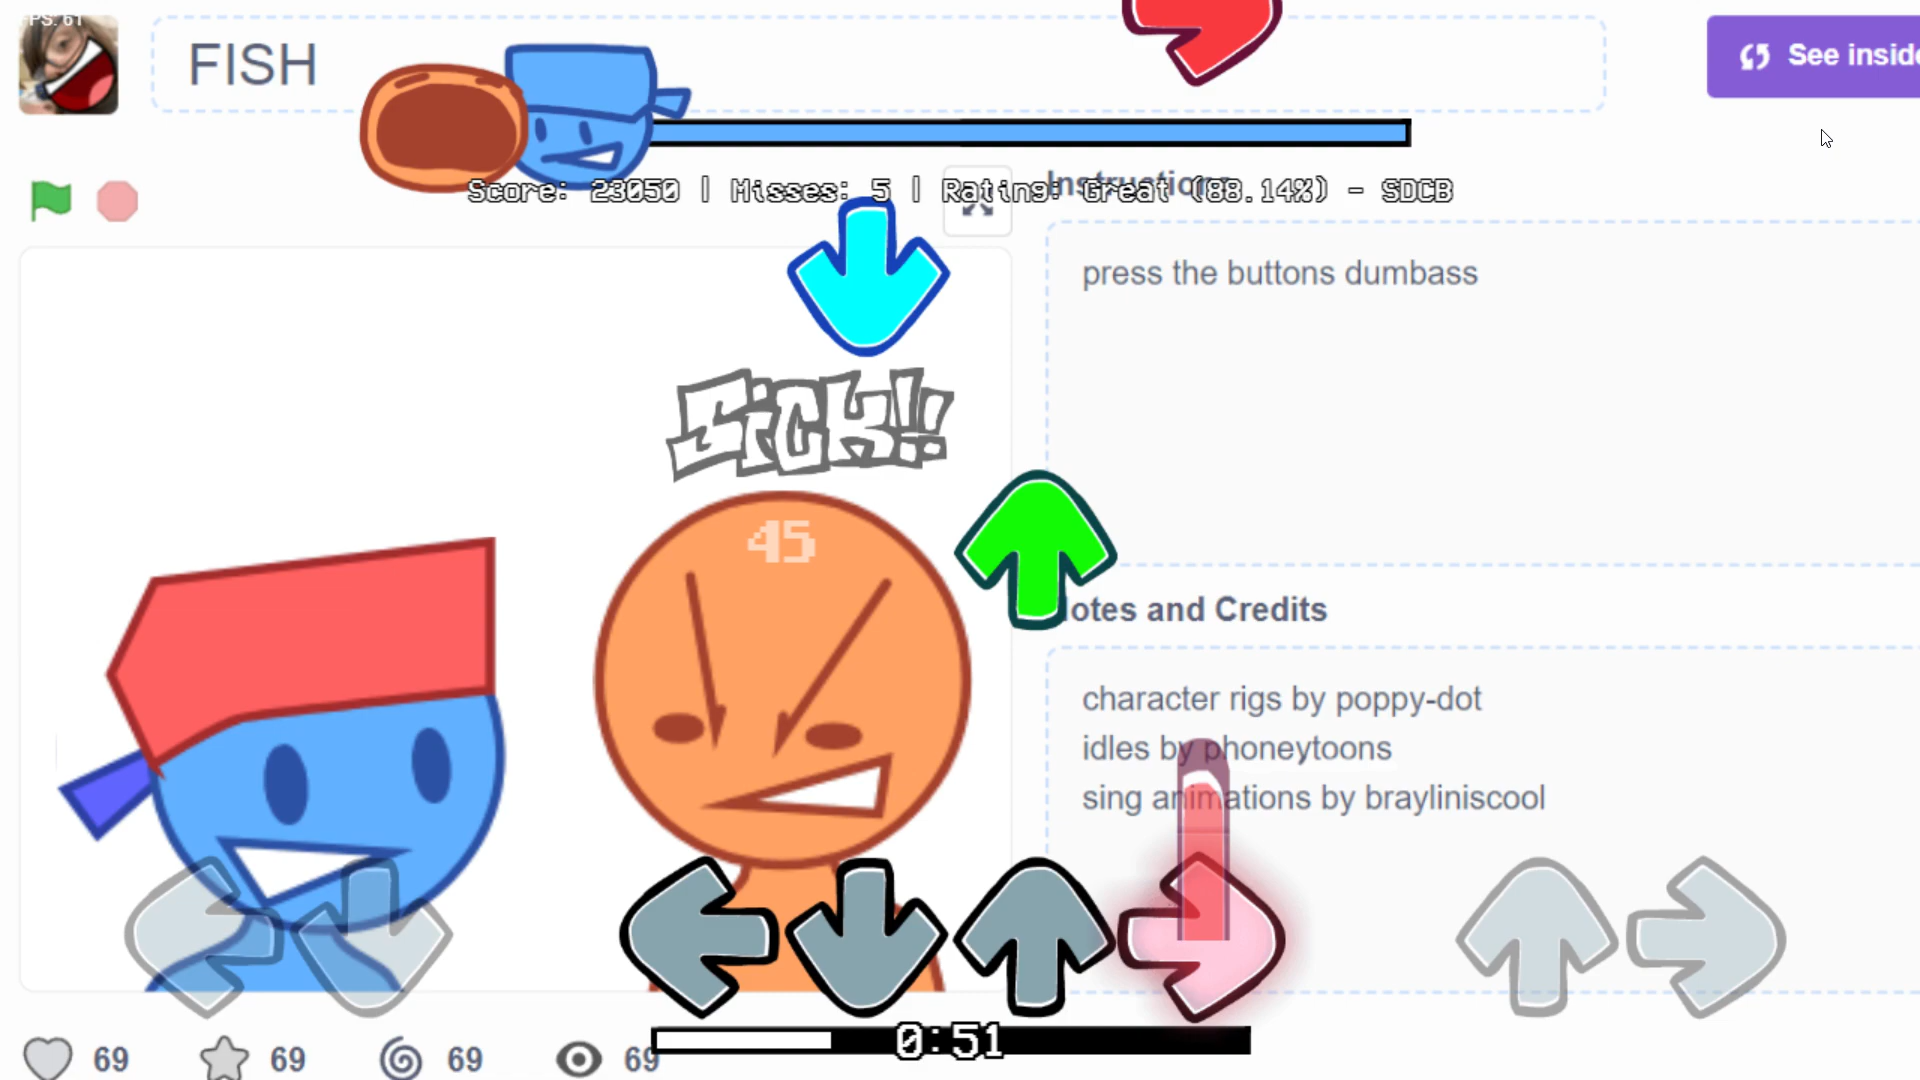 FPS: 61
FISH
See inside
Score: 23050 | Misses: 5 | Rating: Great (88.14%) - SDCB
Instructions
press the buttons dumbass
SiCK!!
45
otes and Credits
character rigs by poppy-dot
idles by phoneytoons
sing animations by brayliniscool
0:51
69
69
69
69